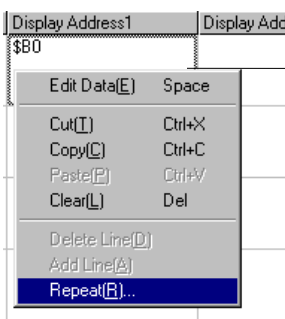 Display Address1 Display Add
$B0
Edit Data(E) Space
Cut(T) Ctrl+X
Copy(C) Ctrl+C
Paste(P) Ctrl+V
Clear(L) Del
Delete Line(D)
Add Line(A)
Repeat(R)...